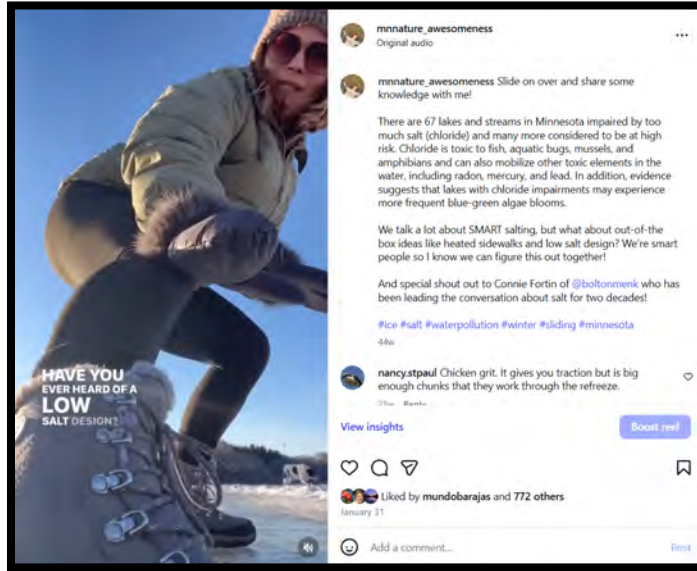 mnnature_awesomeness
Original audio
mnnature_awesomeness Slide on over and share some
knowledge with me!
There are 67 lakes and streams in Minnesota impaired by too
much salt (chloride) and many more considered to be at high
risk. Chloride is toxic to fish, aquatic bugs, mussels, and
amphibians and can also mobilize other toxic elements in the
water, including radon, mercury, and lead. In addition, evidence
suggests that lakes with chloride impairments may experience
more frequent blue-green algae blooms.
We talk a lot about SMART salting, but what about out-of-the
box ideas like heated sidewalks and low salt design? We're smart
people so I know we can figure this out together!
And special shout out to Connie Fortin of @boltonmenk who has
been leading the conversation about salt for two decades!
#ice #salt #waterpollution #winter #sliding #minnesota
44w
nancy.stpaul Chicken grit. It gives you traction but is big
enough chunks that they work through the refreeze.
Reply
HAVE YOU
EVER HEARD OF A
LOW
SALT DESIGN?
View insights
Boost reel
Liked by mundobarajas and 772 others
January 31
Add a comment...
Post